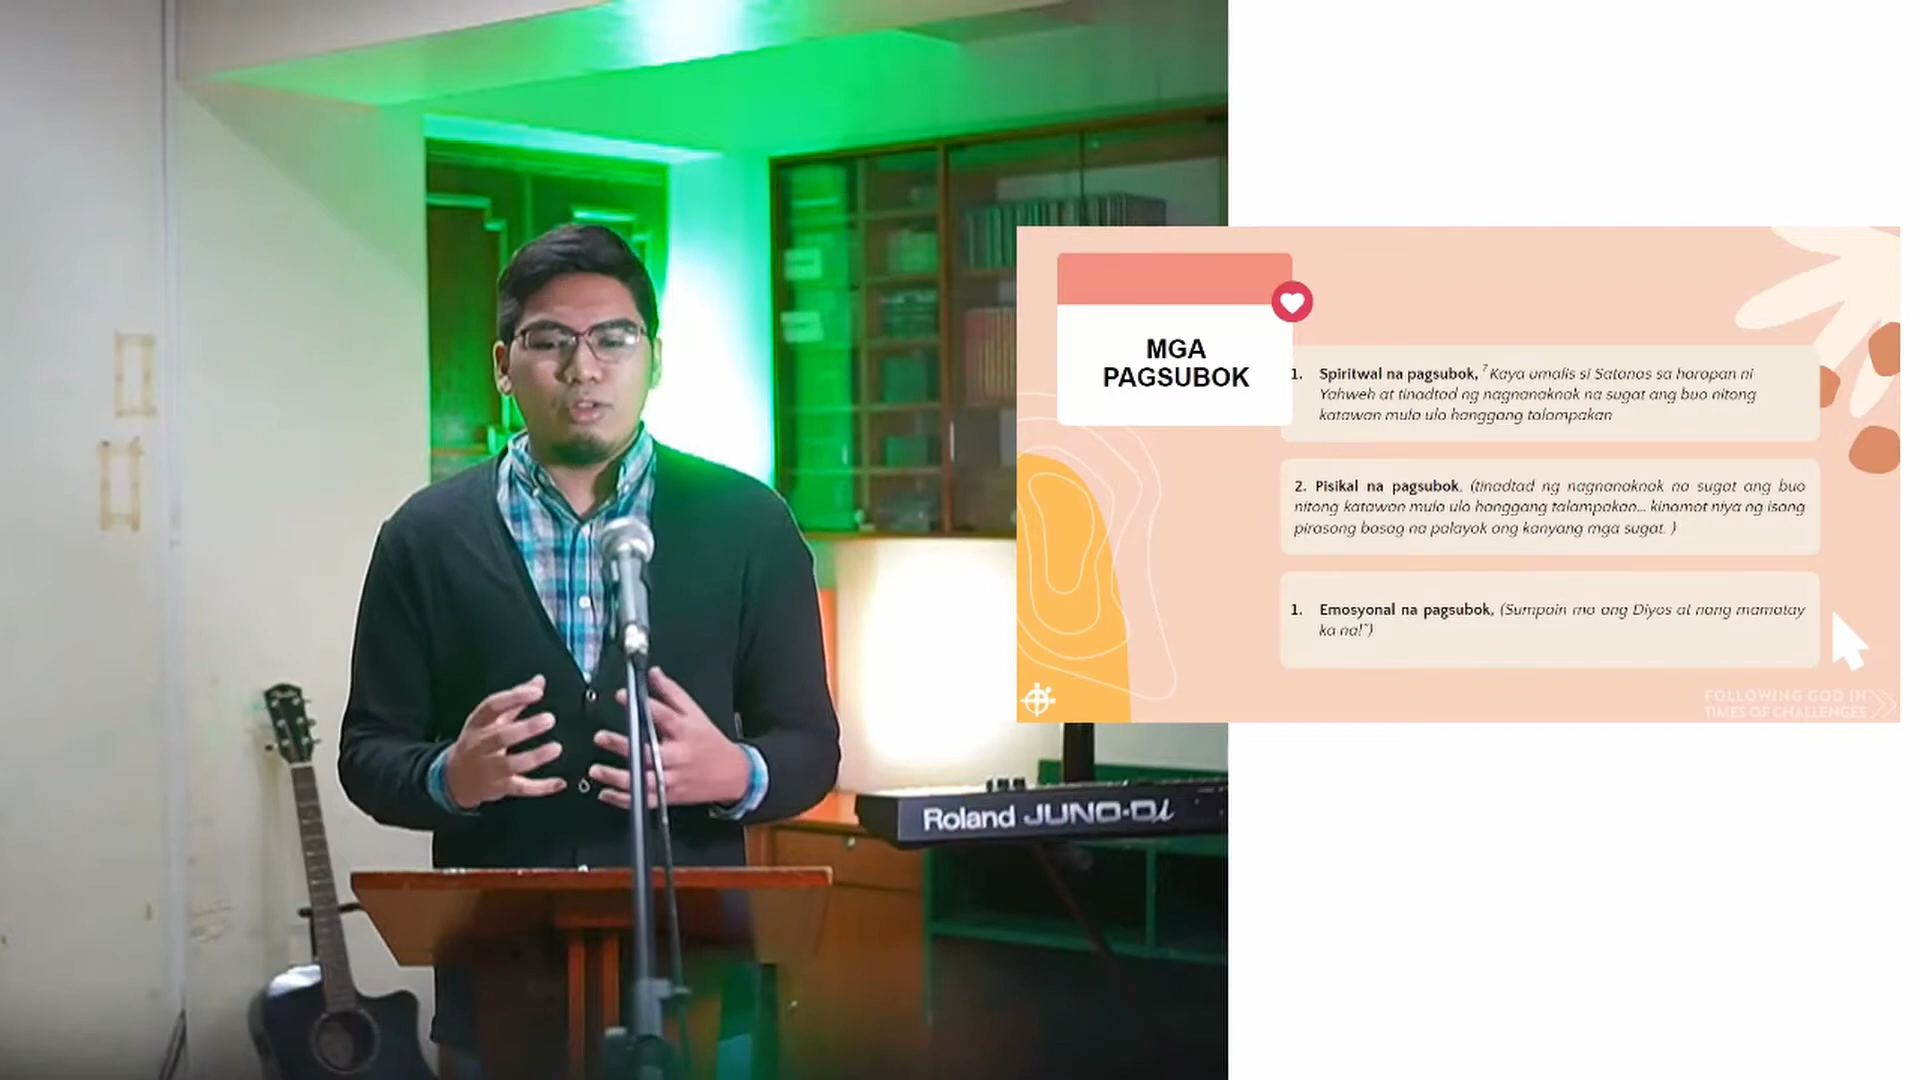 MGA
PAGSUBOK
1. Spiritwal na pagsubok, 7 Kaya umalis si Satanas sa harapan ni
Yahweh at tinadtad ng nagnanaknak na sugat ang buo nitong
katawan mula ulo hanggang talampakan
2. Pisikal na pagsubok, (tinadtad ng nagnanaknak na sugat ang buo
nitong katawan mula ulo hanggang talampakan... kinamot niya ng isang
pirasong basag na palayok ang kanyang mga sugat. )
1. Emosyonal na pagsubok, (Sumpain mo ang Diyos at nang mamatay
ka na!")
FOLLOWING GOD IN
TIMES OF CHALLENGES
Roland JUNO-Di
Fender